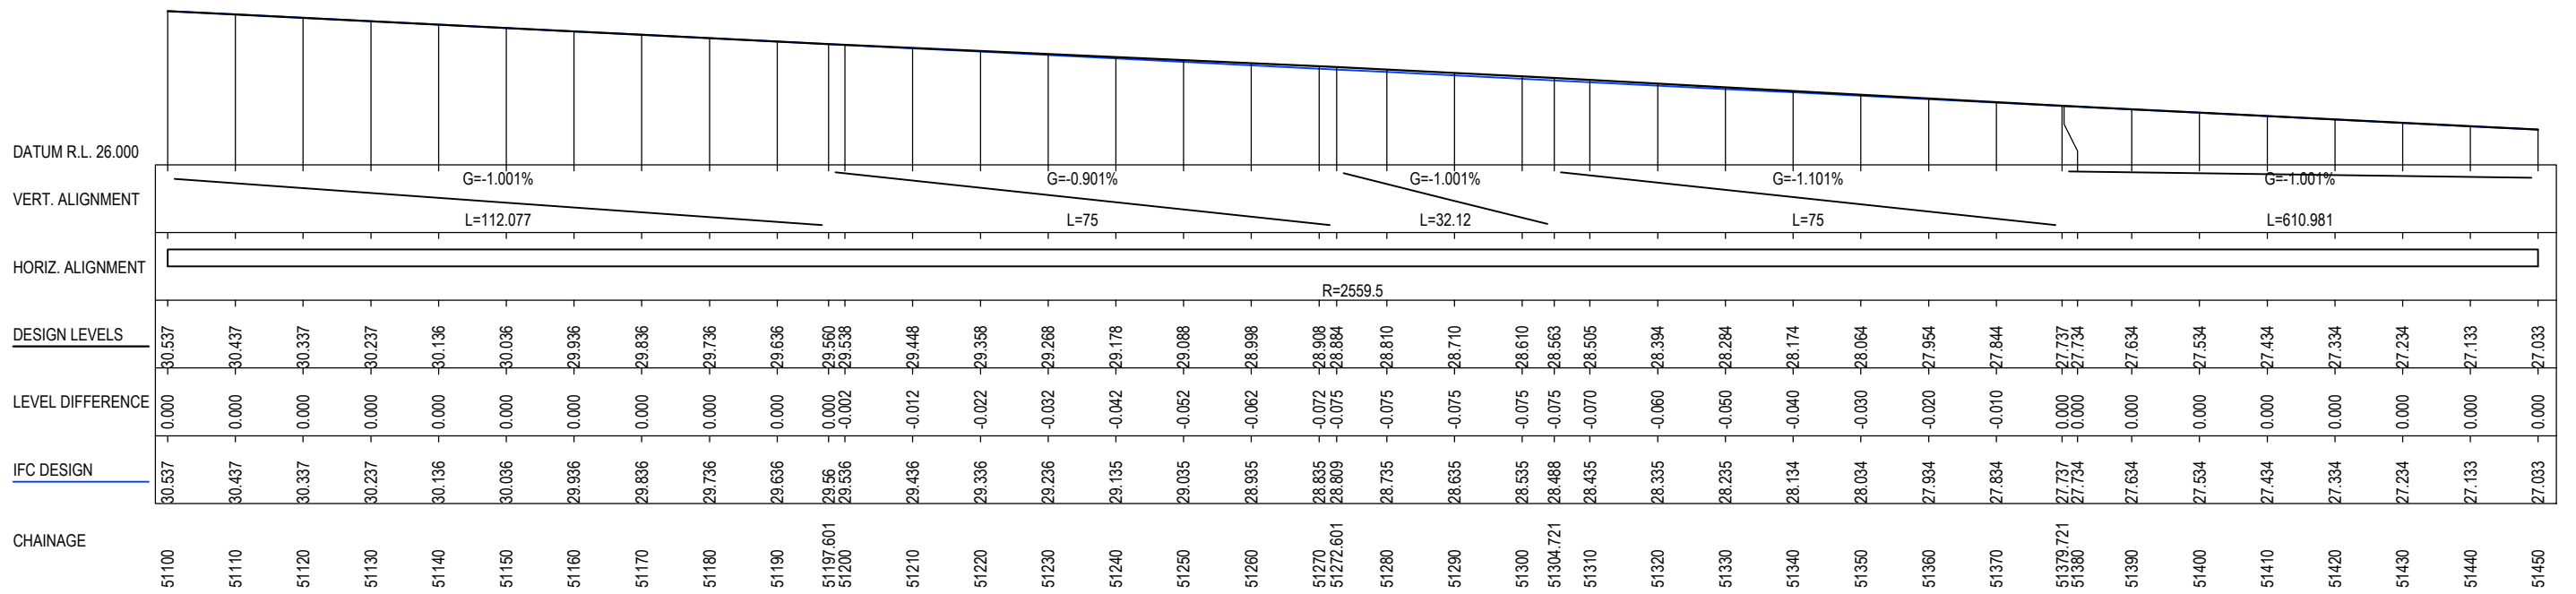 DATUM R.L. 26.000
VERT. ALIGNMENT
G=-1.001% G=-0.901% G=-1.001% G=-1.101% G=-1.001%
L=112.077 L=75 L=32.12 L=75 L=610.981
HORIZ. ALIGNMENT
R=2559.5
DESIGN LEVELS 30.537 30.437 30.337 30.237 30.136 30.036 29.936 29.836 29.736 29.636 29.560 29.538 29.448 29.358 29.268 29.178 29.088 28.998 28.908 28.884 28.810 28.710 28.610 28.563 28.505 28.394 28.284 28.174 28.064 27.954 27.844 27.737 27.734 27.634 27.534 27.434 27.334 27.234 27.133 27.033
LEVEL DIFFERENCE 0.000 0.000 0.000 0.000 0.000 0.000 0.000 0.000 0.000 0.000 0.000 -0.002 -0.012 -0.022 -0.032 -0.042 -0.052 -0.062 -0.072 -0.075 -0.075 -0.075 -0.075 -0.075 -0.070 -0.060 -0.050 -0.040 -0.030 -0.020 -0.010 0.000 0.000 0.000 0.000 0.000 0.000 0.000 0.000 0.000
IFC DESIGN 30.537 30.437 30.337 30.237 30.136 30.036 29.936 29.836 29.736 29.636 29.56 29.536 29.436 29.336 29.236 29.135 29.035 28.935 28.835 28.809 28.735 28.635 28.535 28.488 28.435 28.335 28.235 28.134 28.034 27.934 27.834 27.737 27.734 27.634 27.534 27.434 27.334 27.234 27.133 27.033
CHAINAGE 51100 51110 51120 51130 51140 51150 51160 51170 51180 51190 51197.601 51200 51210 51220 51230 51240 51250 51260 51270 51272.601 51280 51290 51300 51304.721 51310 51320 51330 51340 51350 51360 51370 51379.721 51380 51390 51400 51410 51420 51430 51440 51450